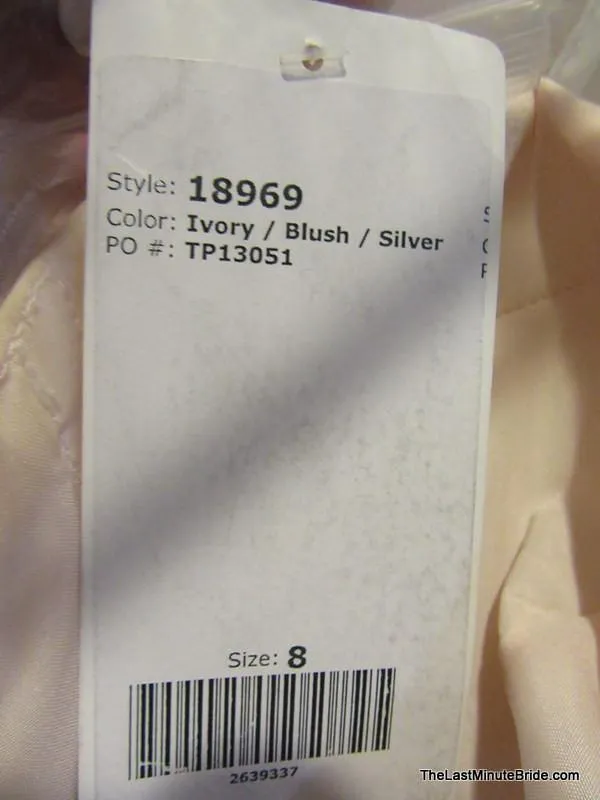 Style: 18969
Color: Ivory / Blush / Silver
PO #: TP13051
Size: 8
2639337
TheLastMinuteBride.com